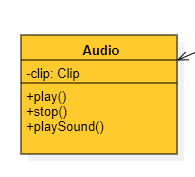 Audio
-clip: Clip
+play()
+stop()
+playSound()